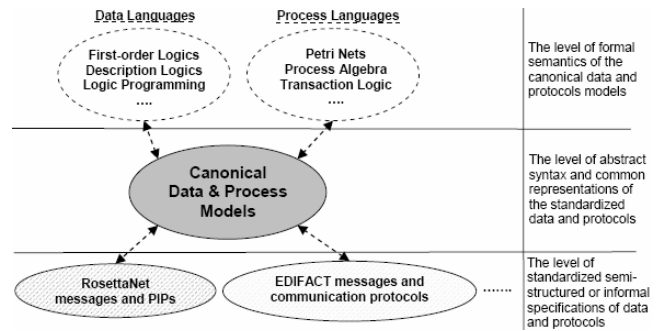 Data Languages
Process Languages
First-order Logics
Description Logics
Logic Programming
....
Petri Nets
Process Algebra
Transaction Logic
....
The level of formal
semantics of the
canonical data and
protocols models
Canonical
Data & Process
Models
The level of abstract
syntax and common
representations of
the standardized
data and protocols
RosettaNet
messages and PIPs
EDIFACT messages and
communication protocols
.......
The level of
standardized semi-
structured or informal
specifications of data
and protocols